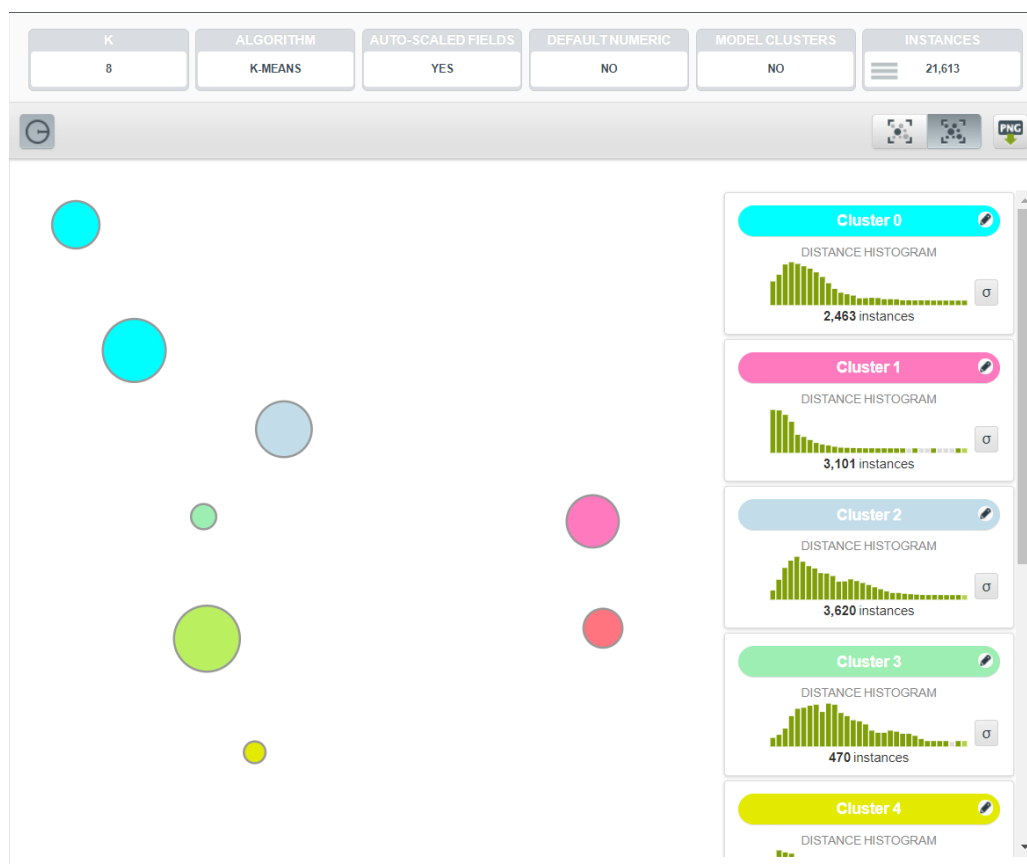 K ALGORITHM AUTO-SCALED FIELDS DEFAULT NUMERIC MODEL CLUSTERS INSTANCES
8 K-MEANS YES NO NO 21,613
PNG
Cluster 0
DISTANCE HISTOGRAM
σ
2,463 instances
Cluster 1
DISTANCE HISTOGRAM
σ
3,101 instances
Cluster 2
DISTANCE HISTOGRAM
σ
3,620 instances
Cluster 3
DISTANCE HISTOGRAM
σ
470 instances
Cluster 4
DISTANCE HISTOGRAM